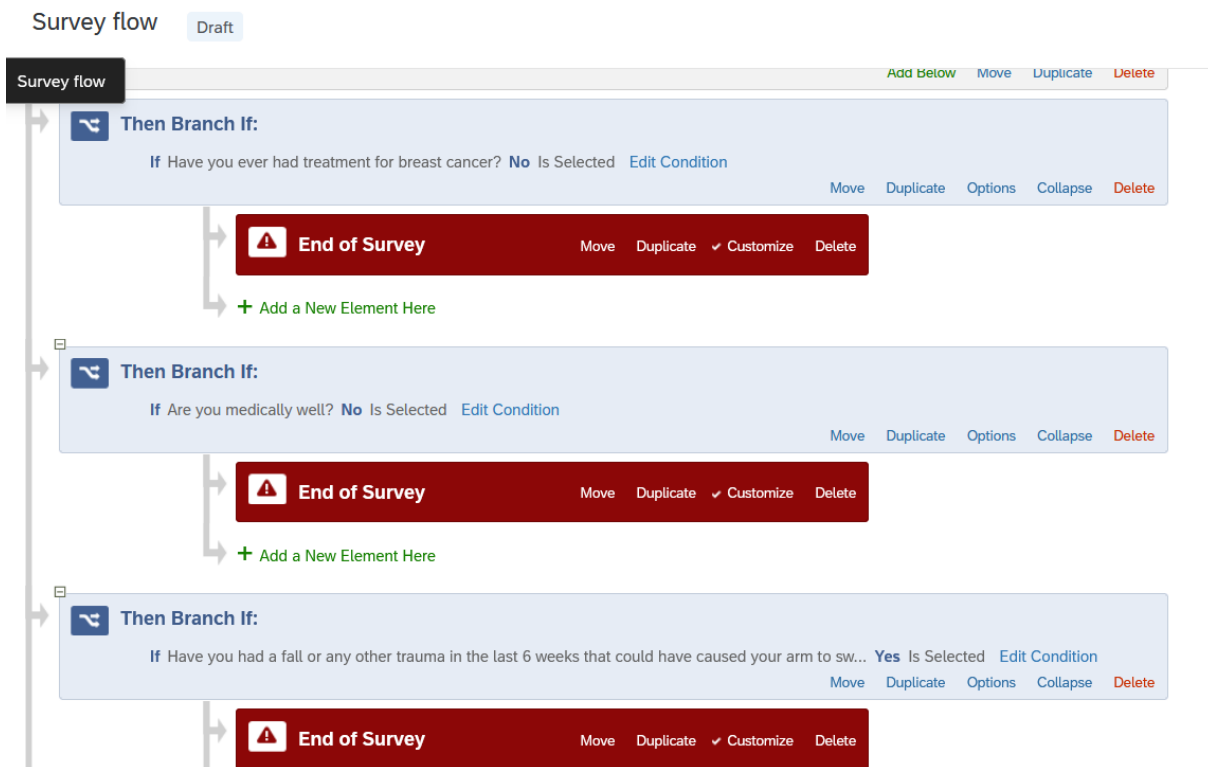 Survey flow Draft
Survey flow
Add Below Move Duplicate Delete
Then Branch If:
If Have you ever had treatment for breast cancer? No Is Selected Edit Condition
Move Duplicate Options Collapse Delete
End of Survey Move Duplicate Customize Delete
+ Add a New Element Here
Then Branch If:
If Are you medically well? No Is Selected Edit Condition
Move Duplicate Options Collapse Delete
End of Survey Move Duplicate Customize Delete
+ Add a New Element Here
Then Branch If:
If Have you had a fall or any other trauma in the last 6 weeks that could have caused your arm to sw... Yes Is Selected Edit Condition
Move Duplicate Options Collapse Delete
End of Survey Move Duplicate Customize Delete